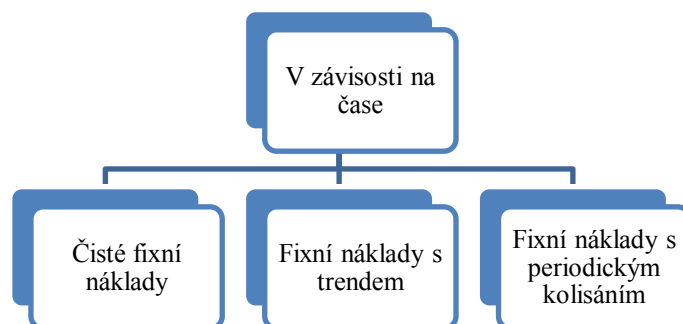 V závisosti na
čase
Čisté fixní
náklady
Fixní náklady s
trendem
Fixní náklady s
periodickým
kolisáním